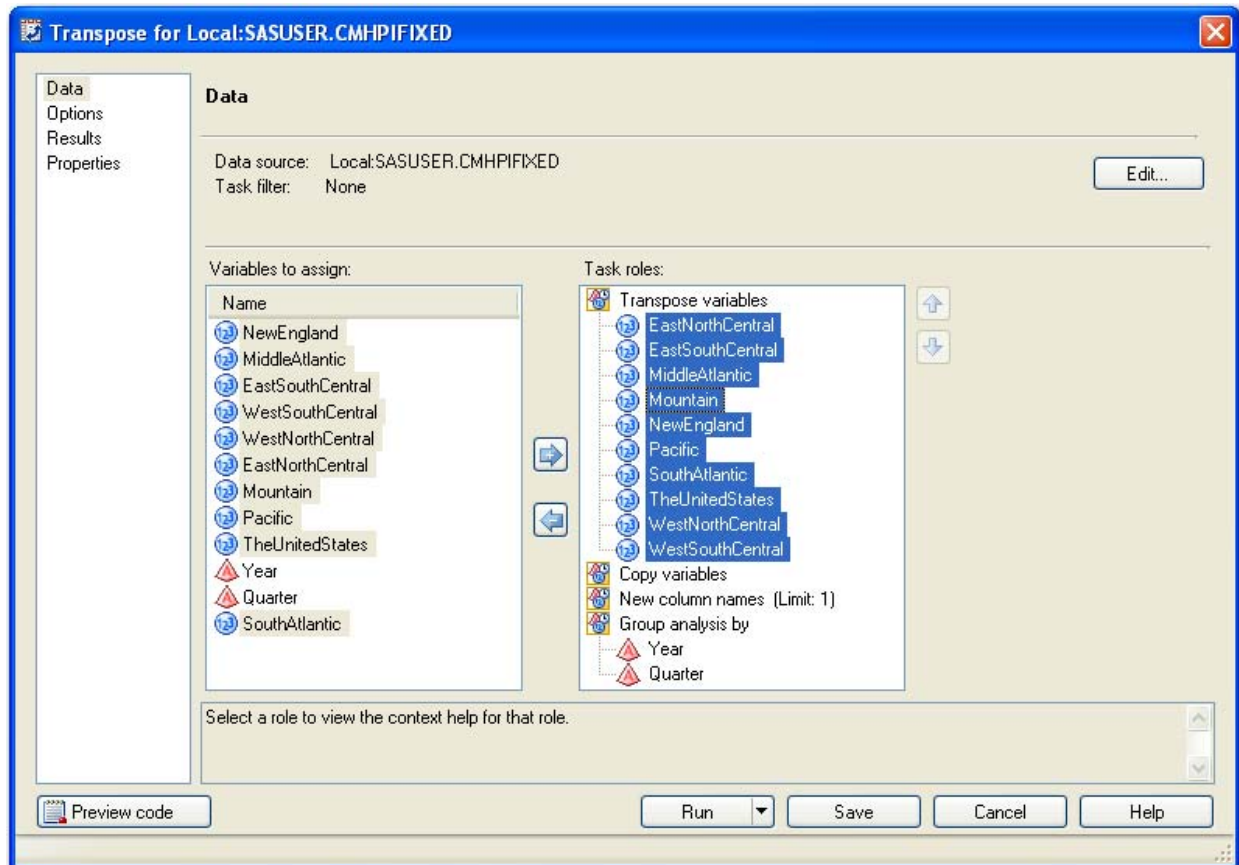 Transpose for Local:SASUSER.CMHPIFIXED
Data
Options
Results
Properties
Data
Data source: Local:SASUSER.CMHPIFIXED
Task filter: None
Edit...
Variables to assign:
Name
NewEngland
MiddleAtlantic
EastSouthCentral
WestSouthCentral
WestNorthCentral
EastNorthCentral
Mountain
Pacific
TheUnitedStates
Year
Quarter
SouthAtlantic
Task roles:
Transpose variables
EastNorthCentral
EastSouthCentral
MiddleAtlantic
Mountain
NewEngland
Pacific
SouthAtlantic
TheUnitedStates
WestNorthCentral
WestSouthCentral
Copy variables
New column names (Limit: 1)
Group analysis by
Year
Quarter
Select a role to view the context help for that role.
Preview code
Run
Save
Cancel
Help